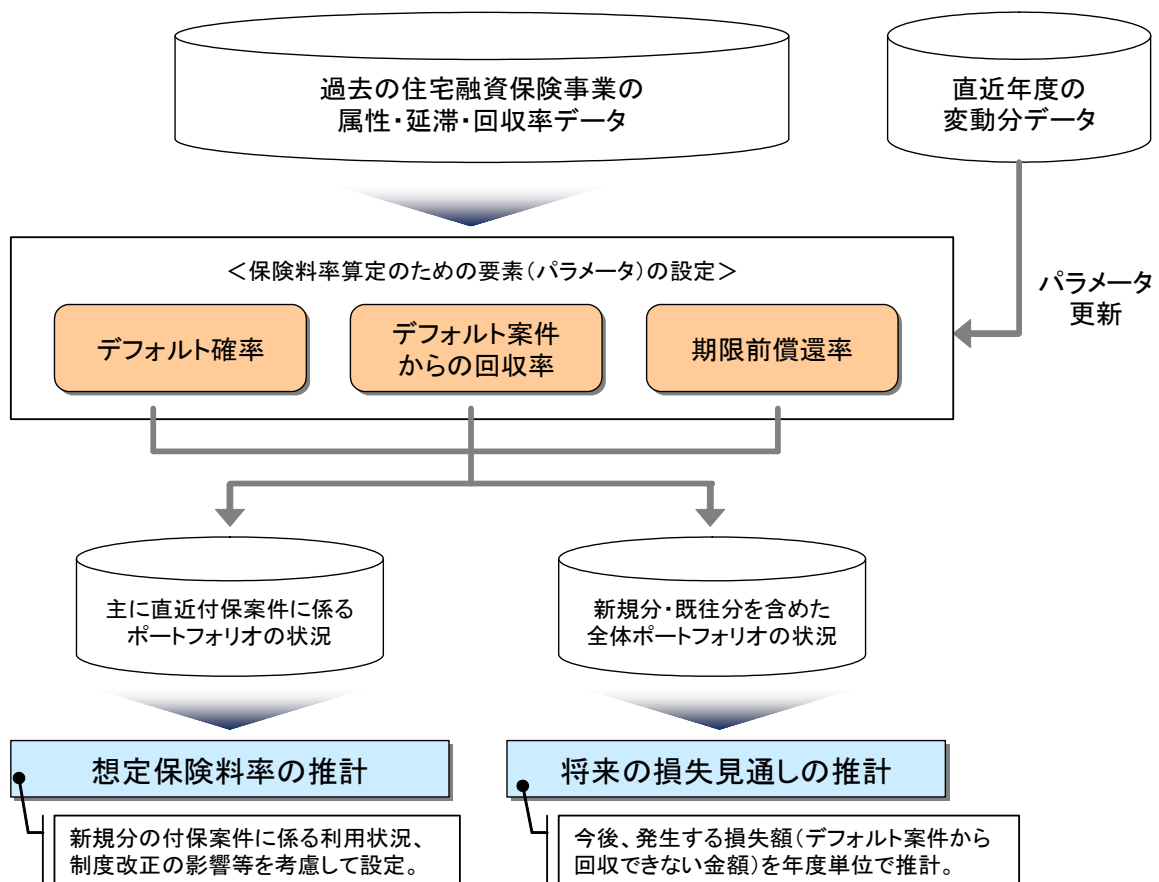 過去の住宅融資保険事業の
属性・延滞・回収率データ
直近年度の
変動分データ
＜保険料率算定のための要素(パラメータ)の設定＞
デフォルト確率
デフォルト案件
からの回収率
期限前償還率
パラメータ
更新
主に直近付保案件に係る
ポートフォリオの状況
新規分・既往分を含めた
全体ポートフォリオの状況
想定保険料率の推計
将来の損失見通しの推計
新規分の付保案件に係る利用状況、
制度改正の影響等を考慮して設定。
今後、発生する損失額(デフォルト案件から
回収できない金額)を年度単位で推計。